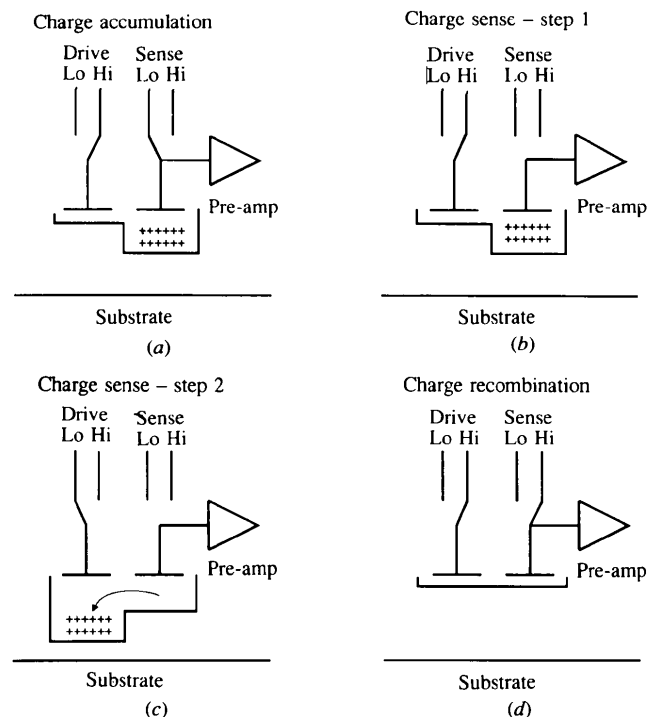 Charge accumulation
Drive Sense
Lo Hi Lo Hi
Pre-amp
++++++
++++++
Substrate
(a)
Charge sense – step 1
Drive Sense
Lo Hi Lo Hi
Pre-amp
++++++
++++++
Substrate
(b)
Charge sense – step 2
Drive Sense
Lo Hi Lo Hi
Pre-amp
++++++
++++++
Substrate
(c)
Charge recombination
Drive Sense
Lo Hi Lo Hi
Pre-amp
Substrate
(d)